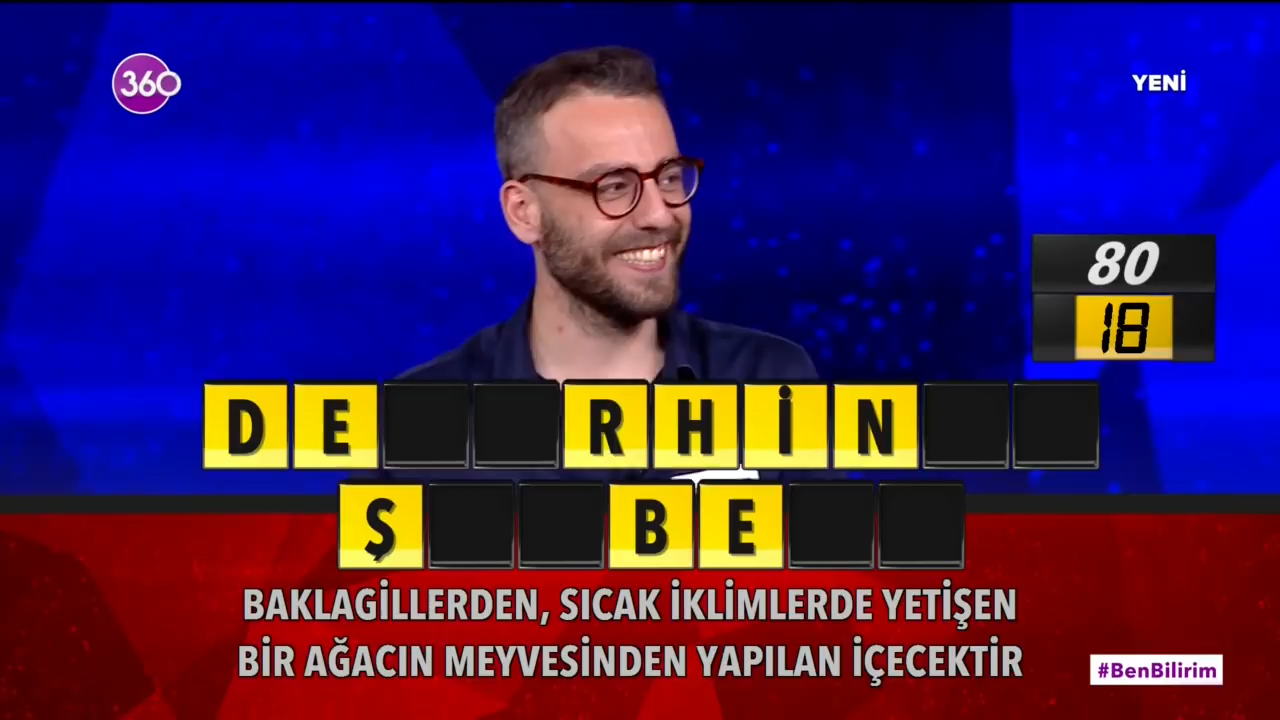 360
YENİ
80
18
DE RHİN
Ş BE
BAKLAGİLLERDEN, SICAK İKLİMLERDE YETİŞEN
BİR AĞACIN MEYVESİNDEN YAPILAN İÇECEKTİR
#BenBilirim